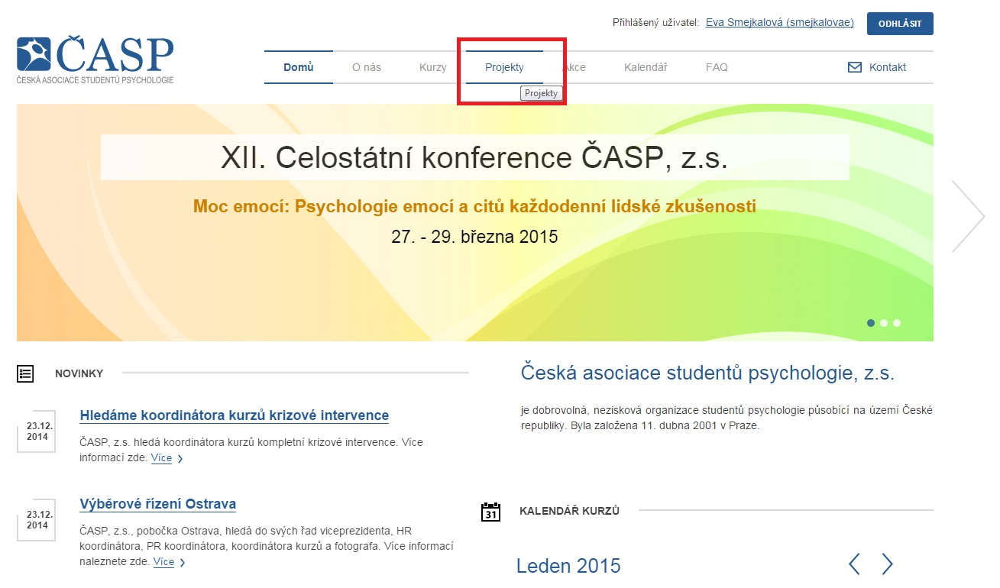 Přihlášený uživatel: Eva Smejkalová (smejkalovae) ODHLÁSIT
ČASP
ČESKÁ ASOCIACE STUDENTŮ PSYCHOLOGIE
Domů O nás Kurzy Projekty Akce Kalendář FAQ Kontakt
Projekty
XII. Celostátní konference ČASP, z.s.
Moc emocí: Psychologie emocí a citů každodenní lidské zkušenosti
27. - 29. března 2015
NOVINKY
23.12.
2014
Hledáme koordinátora kurzů krizové intervence
ČASP, z.s. hledá koordinátora kurzů kompletní krizové intervence. Více
informací zde. Více
23.12.
2014
Výběrové řízení Ostrava
ČASP, z.s., pobočka Ostrava, hledá do svých řad viceprezidenta, HR
koordinátora, PR koordinátora, koordinátora kurzů a fotografa. Více informací
naleznete zde. Více
Česká asociace studentů psychologie, z.s.
je dobrovolná, nezisková organizace studentů psychologie působící na území České
republiky. Byla založena 11. dubna 2001 v Praze.
31
KALENDÁŘ KURZŮ
Leden 2015